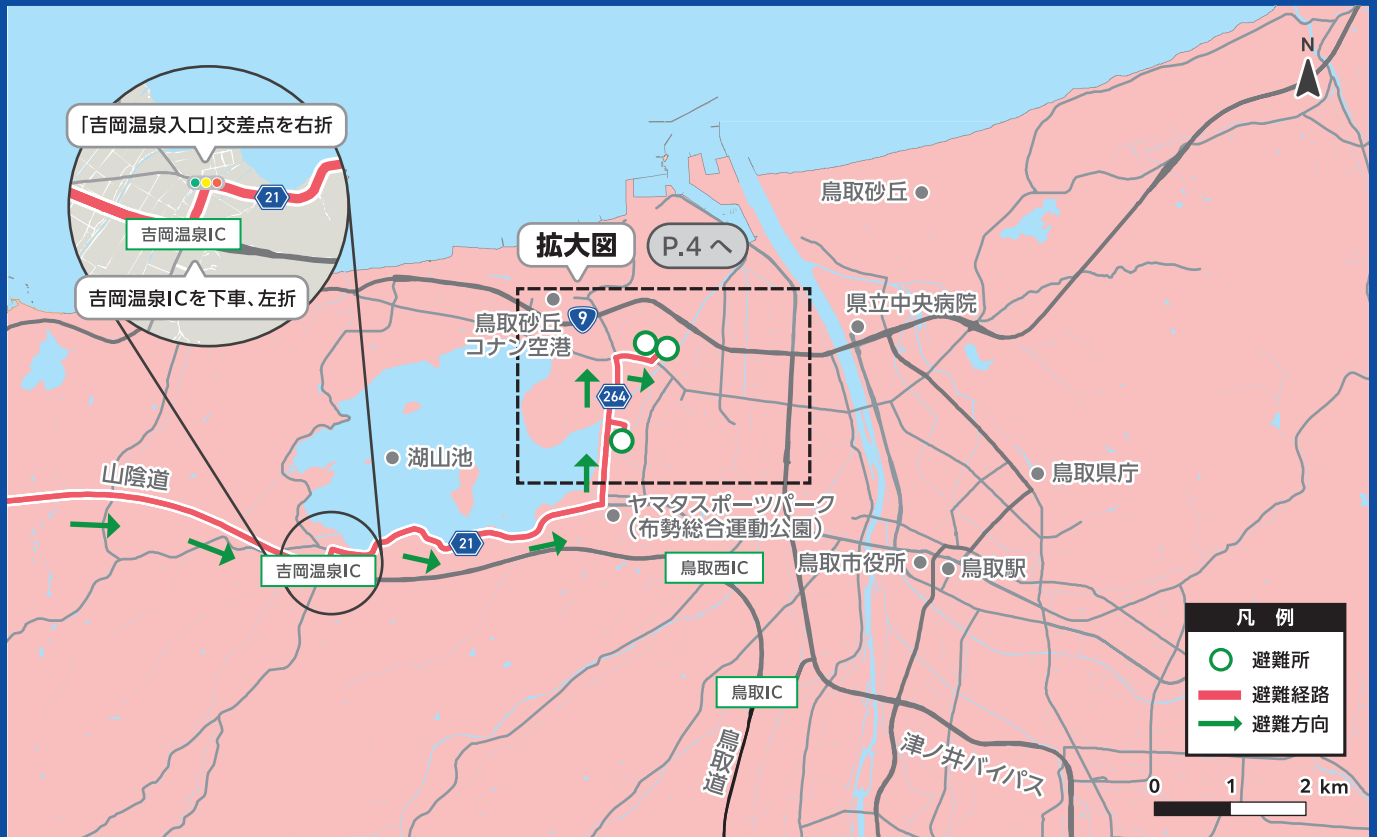 「吉岡温泉入口」交差点を右折
21
吉岡温泉IC
吉岡温泉ICを下車、左折
N
鳥取砂丘
拡大図
P.4 へ
県立中央病院
鳥取砂丘
コナン空港
9
264
湖山池
鳥取県庁
山陰道
ヤマタスポーツパーク
（布勢総合運動公園）
21
吉岡温泉IC
鳥取西IC
鳥取市役所
鳥取駅
鳥取IC
鳥取道
津ノ井バイパス
凡 例
避難所
避難経路
避難方向
0 1 2 km